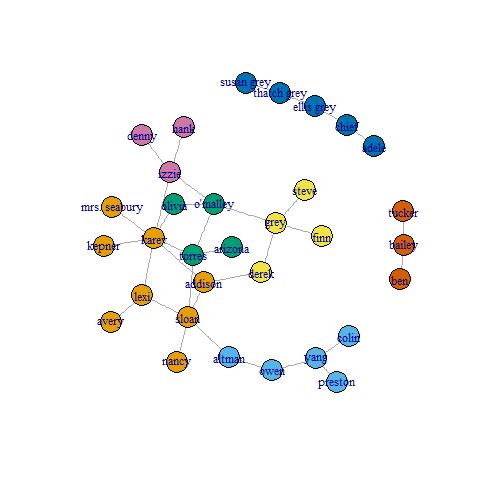 susan grey
thatch grey
ellis grey
chief
adele
hank
denny
izzie
steve
mrs. seabury
olivia
o'malley
tucker
grey
karev
finn
kepner
arizona
bailey
torres
derek
addison
ben
lexi
avery
sloan
colin
altman
yang
nancy
owen
preston